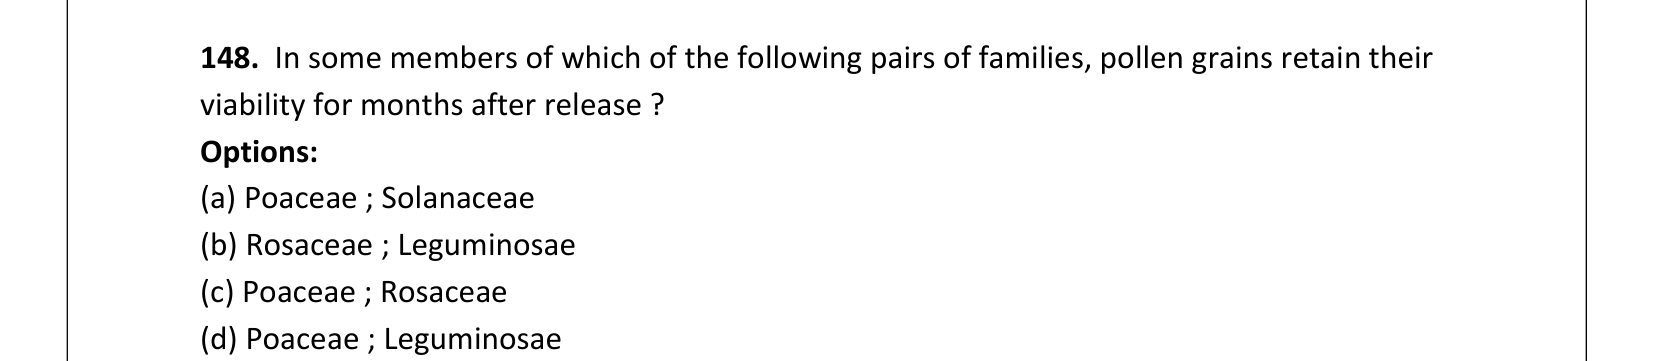 148. In some members of which of the following pairs of families, pollen grains retain their
viability for months after release ?
Options:
(a) Poaceae ; Solanaceae
(b) Rosaceae ; Leguminosae
(c) Poaceae ; Rosaceae
(d) Poaceae ; Leguminosae